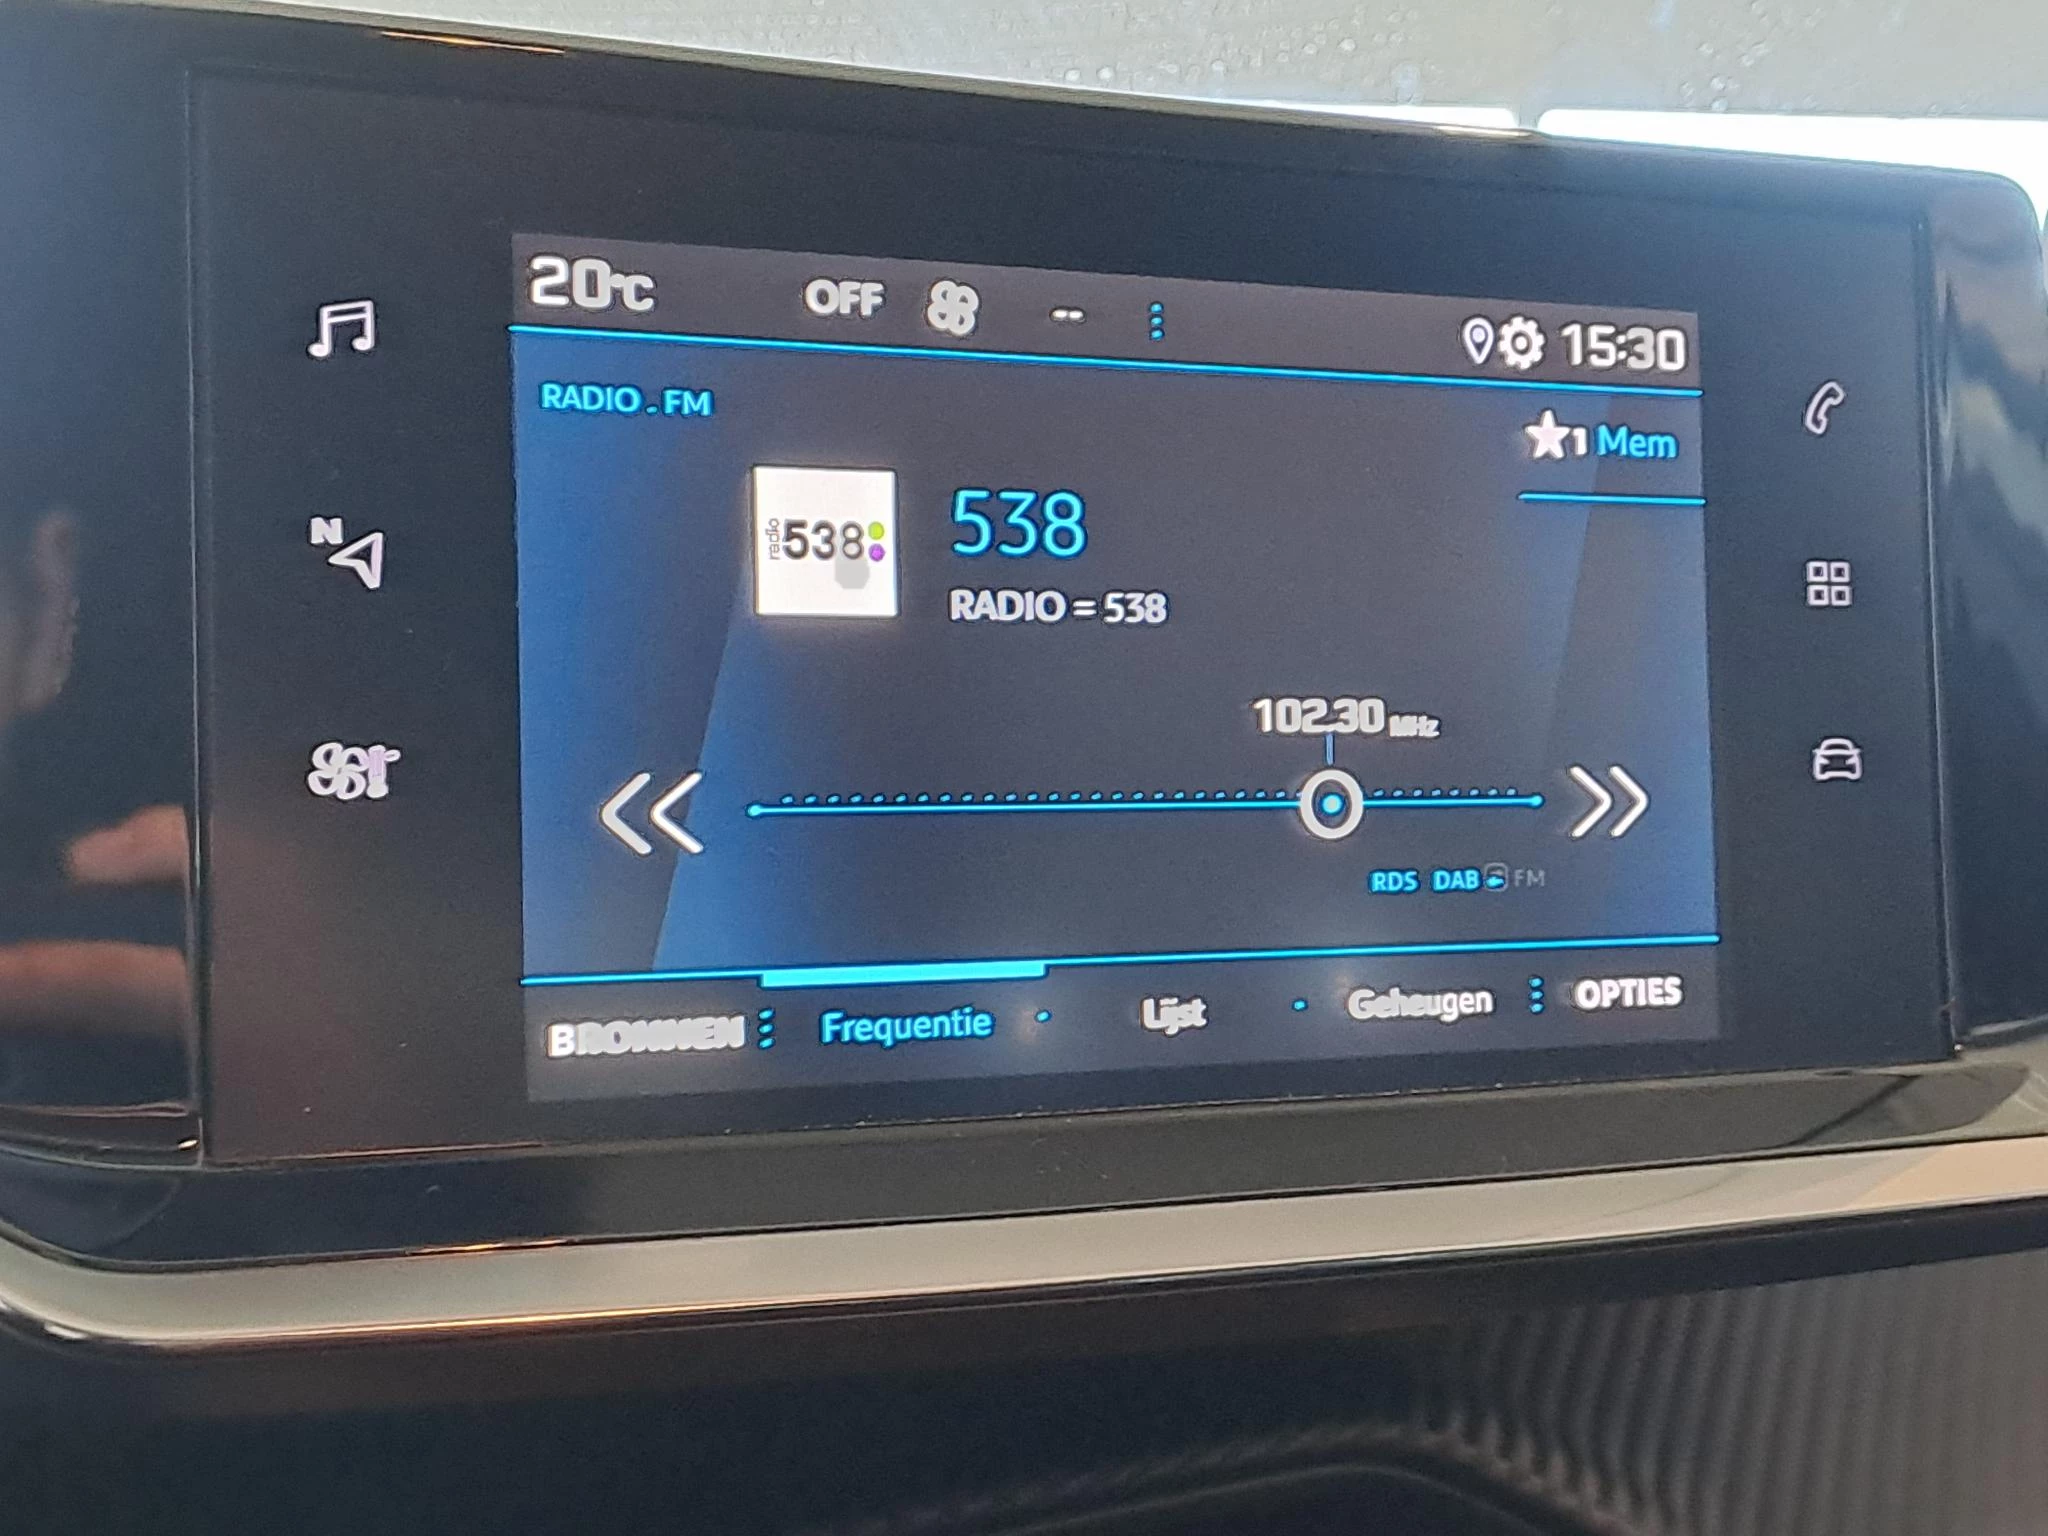 20°C OFF -- 15:30
RADIO . FM
1 Mem
radio 538
538
RADIO = 538
102.30 MHz
RDS DAB FM
BRONNEN Frequentie Lijst Geheugen OPTIES
N